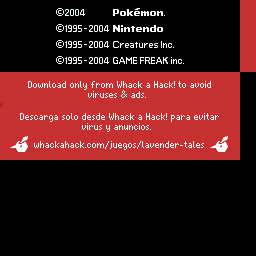 ©2004 Pokémon.
©1995-2004 Nintendo
©1995-2004 Creatures Inc.
©1995-2004 GAME FREAK inc.
Download only from Whack a Hack! to avoid
viruses & ads.
Descarga solo desde Whack a Hack! para evitar
virus y anuncios.
whackahack.com/juegos/lavender-tales